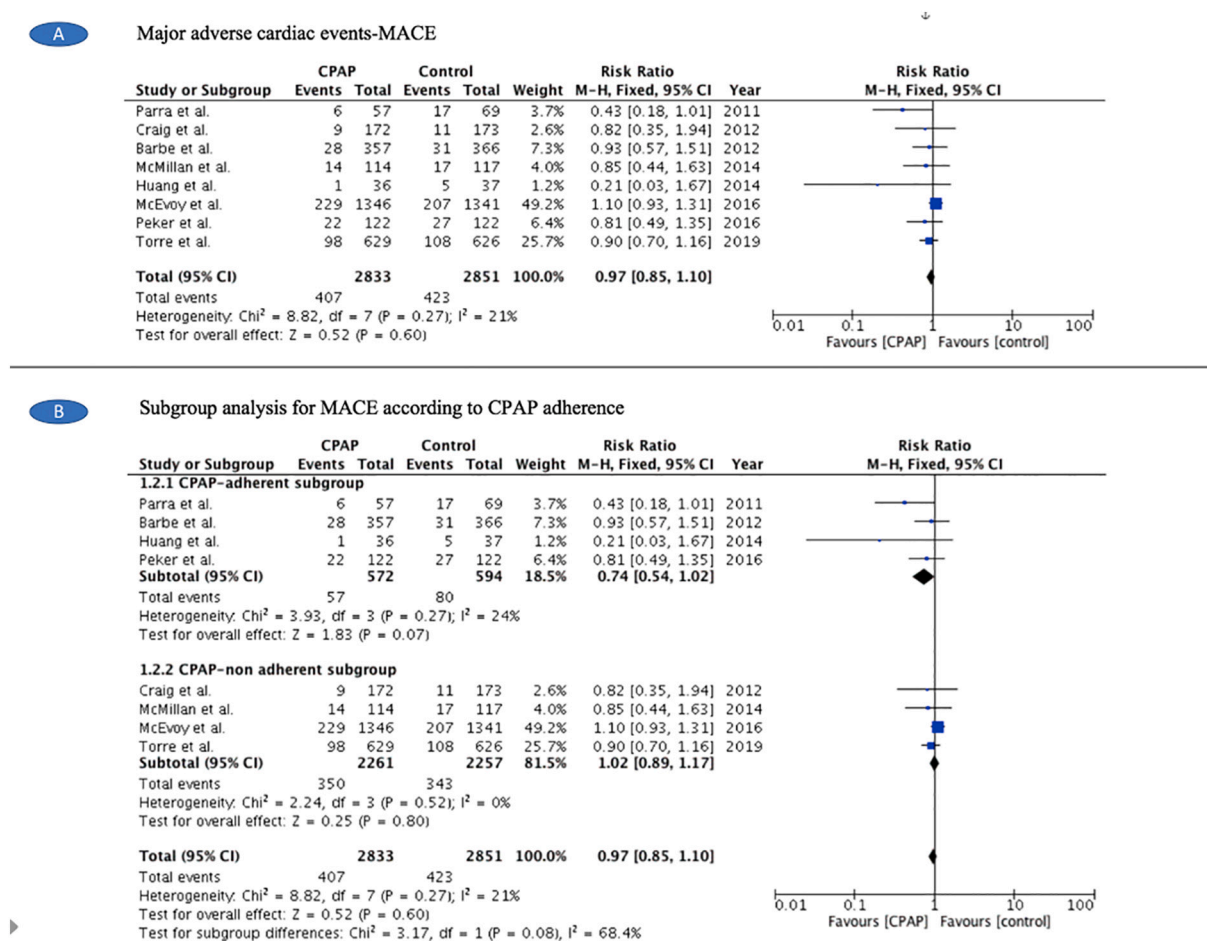 A Major adverse cardiac events-MACE
CPAP Control Risk Ratio Risk Ratio
Study or Subgroup Events Total Events Total Weight M-H, Fixed, 95% CI Year M-H, Fixed, 95% CI
Parra et al. 6 57 17 69 3.7% 0.43 [0.18, 1.01] 2011
Craig et al. 9 172 11 173 2.6% 0.82 [0.35, 1.94] 2012
Barbe et al. 28 357 31 366 7.3% 0.93 [0.57, 1.51] 2012
McMillan et al. 14 114 17 117 4.0% 0.85 [0.44, 1.63] 2014
Huang et al. 1 36 5 37 1.2% 0.21 [0.03, 1.67] 2014
McEvoy et al. 229 1346 207 1341 49.2% 1.10 [0.93, 1.31] 2016
Peker et al. 22 122 27 122 6.4% 0.81 [0.49, 1.35] 2016
Torre et al. 98 629 108 626 25.7% 0.90 [0.70, 1.16] 2019
Total (95% CI) 2833 2851 100.0% 0.97 [0.85, 1.10]
Total events 407 423
Heterogeneity: Chi² = 8.82, df = 7 (P = 0.27); I² = 21%
Test for overall effect: Z = 0.52 (P = 0.60)
0.01 0.1 1 10 100
Favours [CPAP] Favours [control]
B Subgroup analysis for MACE according to CPAP adherence
CPAP Control Risk Ratio Risk Ratio
Study or Subgroup Events Total Events Total Weight M-H, Fixed, 95% CI Year M-H, Fixed, 95% CI
1.2.1 CPAP-adherent subgroup
Parra et al. 6 57 17 69 3.7% 0.43 [0.18, 1.01] 2011
Barbe et al. 28 357 31 366 7.3% 0.93 [0.57, 1.51] 2012
Huang et al. 1 36 5 37 1.2% 0.21 [0.03, 1.67] 2014
Peker et al. 22 122 27 122 6.4% 0.81 [0.49, 1.35] 2016
Subtotal (95% CI) 572 594 18.5% 0.74 [0.54, 1.02]
Total events 57 80
Heterogeneity: Chi² = 3.93, df = 3 (P = 0.27); I² = 24%
Test for overall effect: Z = 1.83 (P = 0.07)
1.2.2 CPAP-non adherent subgroup
Craig et al. 9 172 11 173 2.6% 0.82 [0.35, 1.94] 2012
McMillan et al. 14 114 17 117 4.0% 0.85 [0.44, 1.63] 2014
McEvoy et al. 229 1346 207 1341 49.2% 1.10 [0.93, 1.31] 2016
Torre et al. 98 629 108 626 25.7% 0.90 [0.70, 1.16] 2019
Subtotal (95% CI) 2261 2257 81.5% 1.02 [0.89, 1.17]
Total events 350 343
Heterogeneity: Chi² = 2.24, df = 3 (P = 0.52); I² = 0%
Test for overall effect: Z = 0.25 (P = 0.80)
Total (95% CI) 2833 2851 100.0% 0.97 [0.85, 1.10]
Total events 407 423
Heterogeneity: Chi² = 8.82, df = 7 (P = 0.27); I² = 21%
Test for overall effect: Z = 0.52 (P = 0.60)
Test for subgroup differences: Chi² = 3.17, df = 1 (P = 0.08), I² = 68.4%
0.01 0.1 1 10 100
Favours [CPAP] Favours [control]